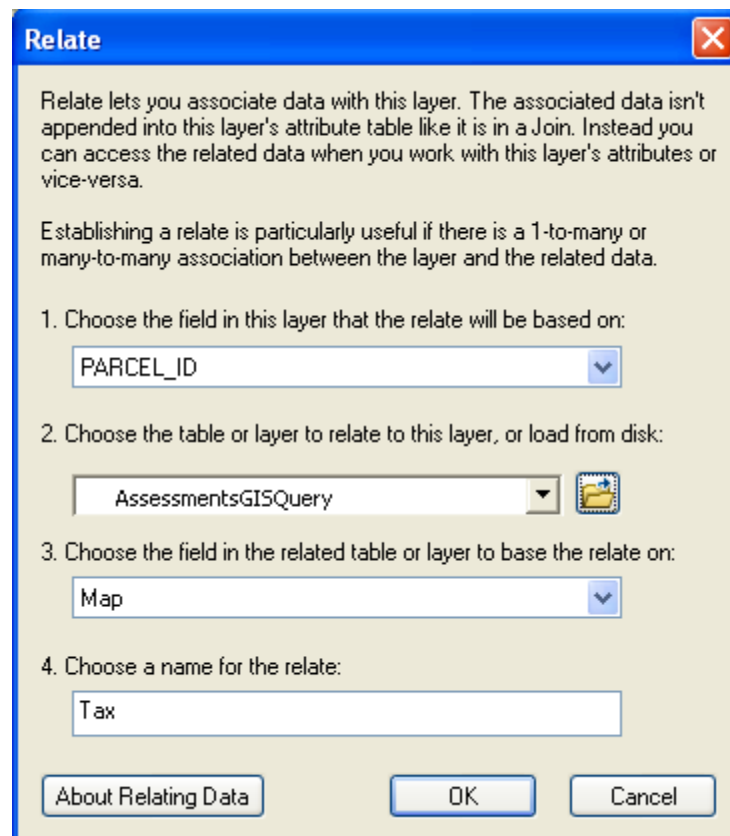 Relate
Relate lets you associate data with this layer. The associated data isn't
appended into this layer's attribute table like it is in a Join. Instead you
can access the related data when you work with this layer's attributes or
vice-versa.
Establishing a relate is particularly useful if there is a 1-to-many or
many-to-many association between the layer and the related data.
1. Choose the field in this layer that the relate will be based on:
PARCEL_ID
2. Choose the table or layer to relate to this layer, or load from disk:
AssessmentsGISQuery
3. Choose the field in the related table or layer to base the relate on:
Map
4. Choose a name for the relate:
Tax
About Relating Data OK Cancel